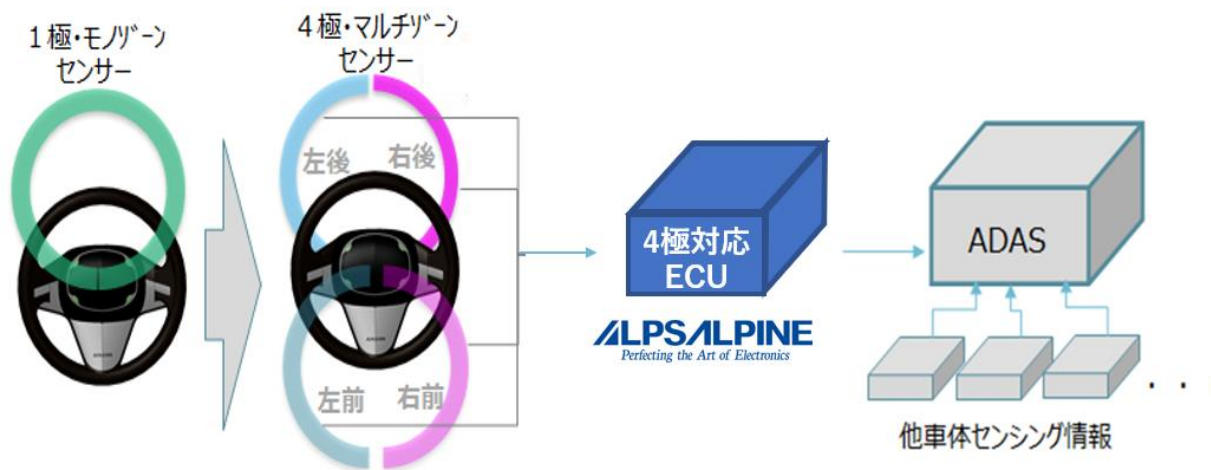 1極・モノゾーン
センサー
4極・マルチゾーン
センサー
左後
右後
左前
右前
4極対応
ECU
ALPSALPINE
Perfecting the Art of Electronics
ADAS
他車体センシング情報
・・・